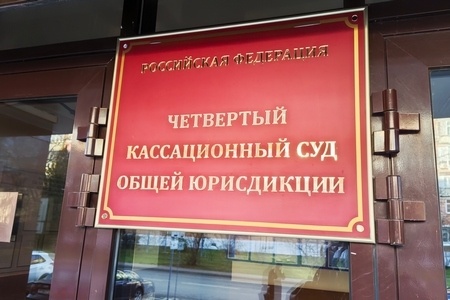 РОССИЙСКАЯ ФЕДЕРАЦИЯ
ЧЕТВЕРТЫЙ
КАССАЦИОННЫЙ СУД
ОБЩЕЙ ЮРИСДИКЦИИ